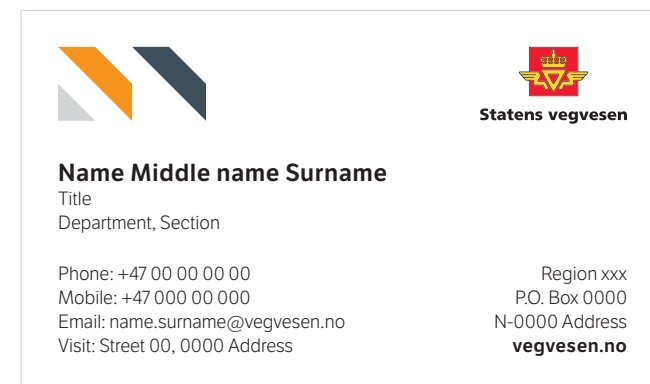 Statens vegvesen
Name Middle name Surname
Title
Department, Section
Phone: +47 00 00 00 00
Mobile: +47 000 00 000
Email: name.surname@vegvesen.no
Visit: Street 00, 0000 Address
Region xxx
P.O. Box 0000
N-0000 Address
vegvesen.no